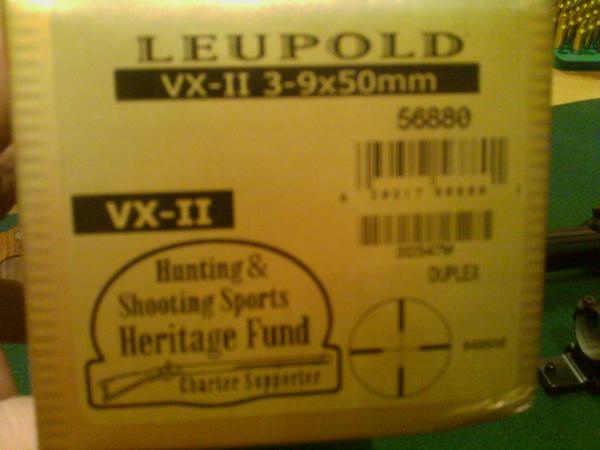 LEUPOLD
VX-II 3-9x50mm
56880
VX-II
DUPLEX
Hunting &
Shooting Sports
Heritage Fund
Charter Supporter